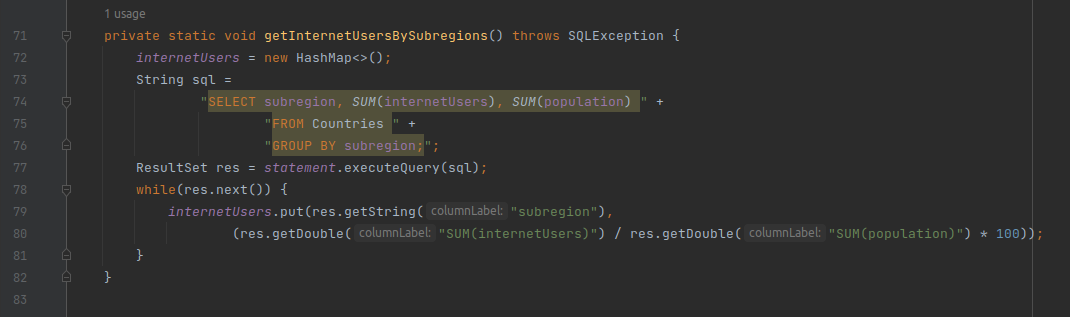 1 usage
71 private static void getInternetUsersBySubregions() throws SQLException {
72 internetUsers = new HashMap<>();
73 String sql =
74 "SELECT subregion, SUM(internetUsers), SUM(population) " +
75 "FROM Countries " +
76 "GROUP BY subregion;";
77 ResultSet res = statement.executeQuery(sql);
78 while(res.next()) {
79 internetUsers.put(res.getString( columnLabel: "subregion"),
80 (res.getDouble( columnLabel: "SUM(internetUsers)") / res.getDouble( columnLabel: "SUM(population)") * 100));
81 }
82 }
83